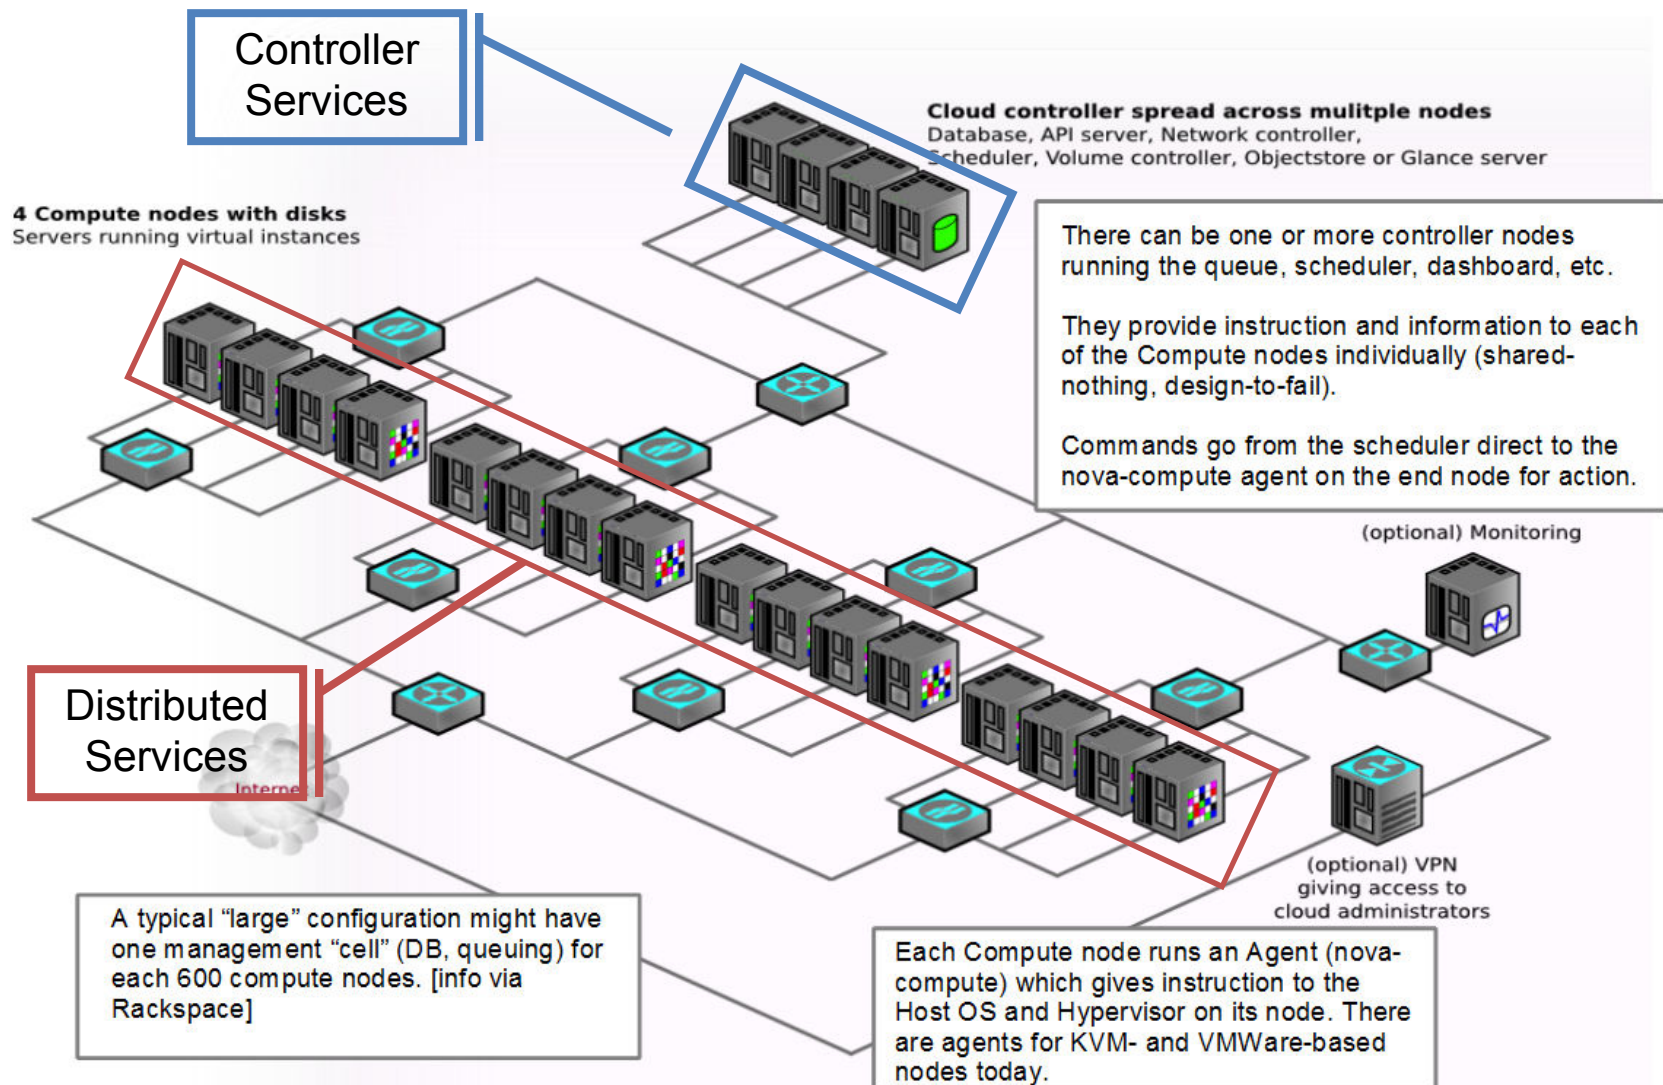 Controller
Services
Cloud controller spread across mulitple nodes
Database, API server, Network controller,
Scheduler, Volume controller, Objectstore or Glance server
4 Compute nodes with disks
Servers running virtual instances
There can be one or more controller nodes
running the queue, scheduler, dashboard, etc.
They provide instruction and information to each
of the Compute nodes individually (shared-
nothing, design-to-fail).
Commands go from the scheduler direct to the
nova-compute agent on the end node for action.
(optional) Monitoring
Distributed
Services
Internet
(optional) VPN
giving access to
cloud administrators
A typical “large” configuration might have
one management “cell” (DB, queuing) for
each 600 compute nodes. [info via
Rackspace]
Each Compute node runs an Agent (nova-
compute) which gives instruction to the
Host OS and Hypervisor on its node. There
are agents for KVM- and VMWare-based
nodes today.